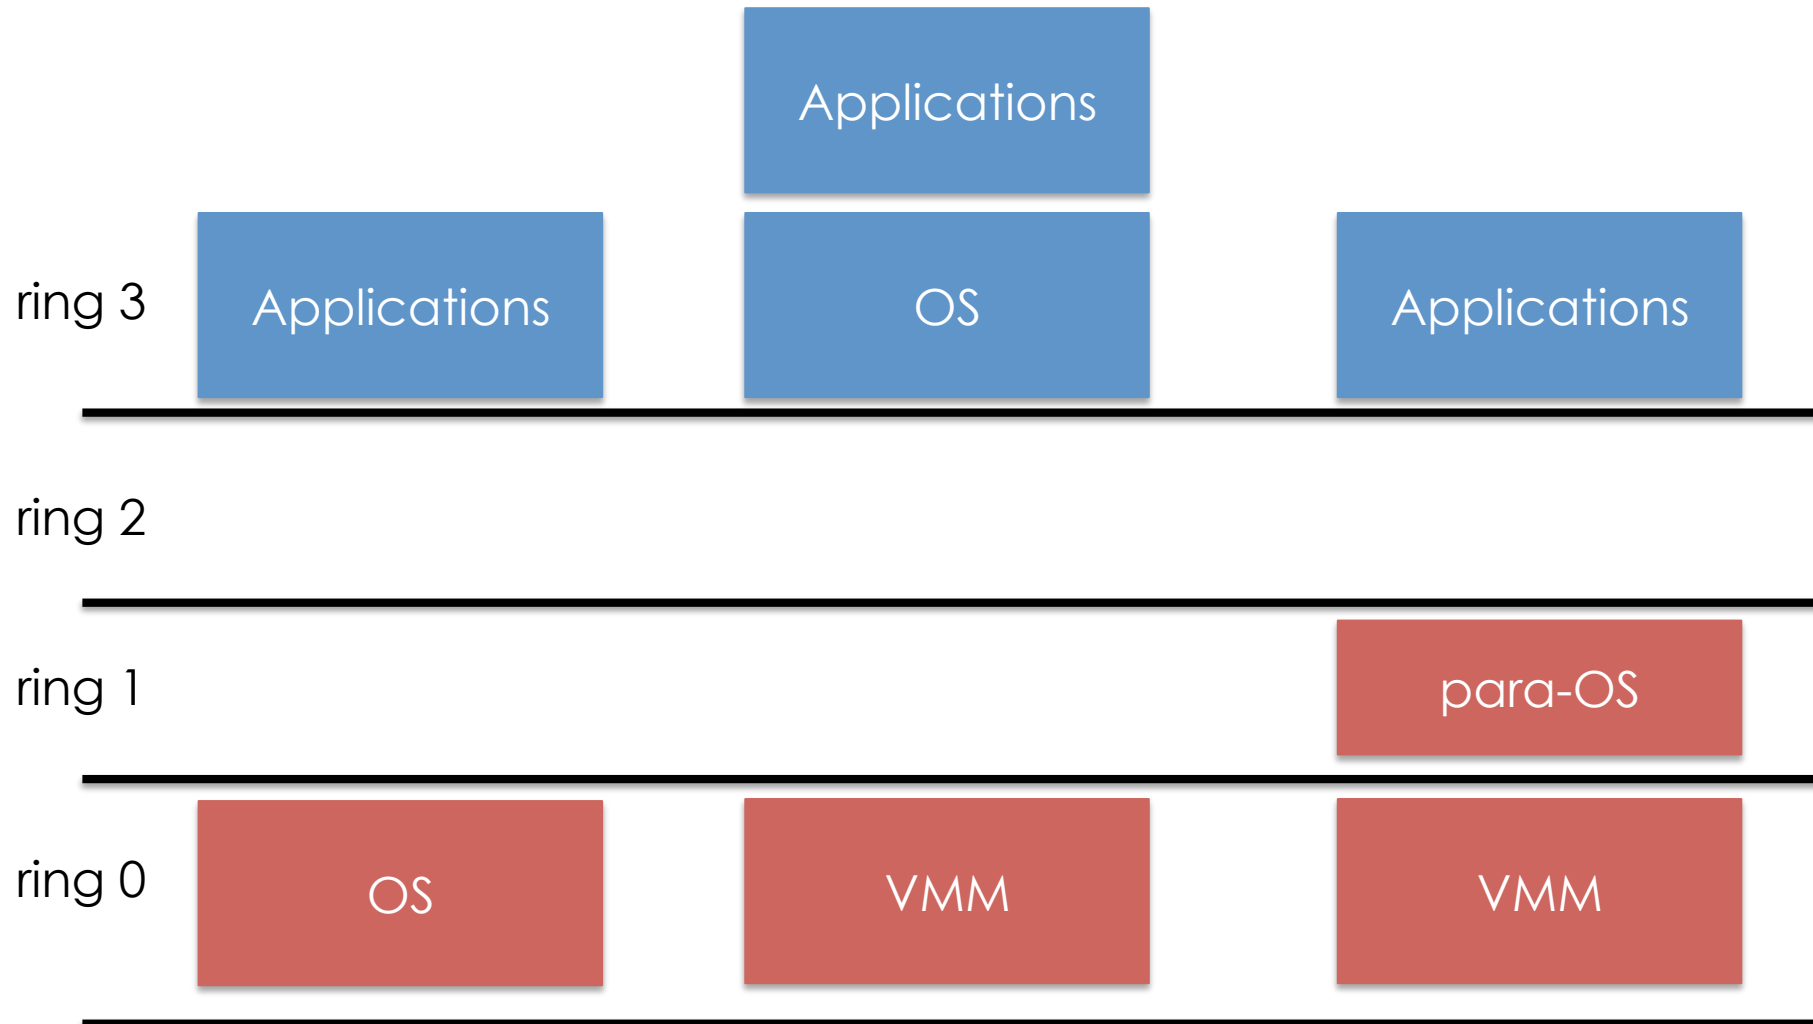 Applications
ring 3
Applications
OS
Applications
ring 2
ring 1
para-OS
ring 0
OS
VMM
VMM